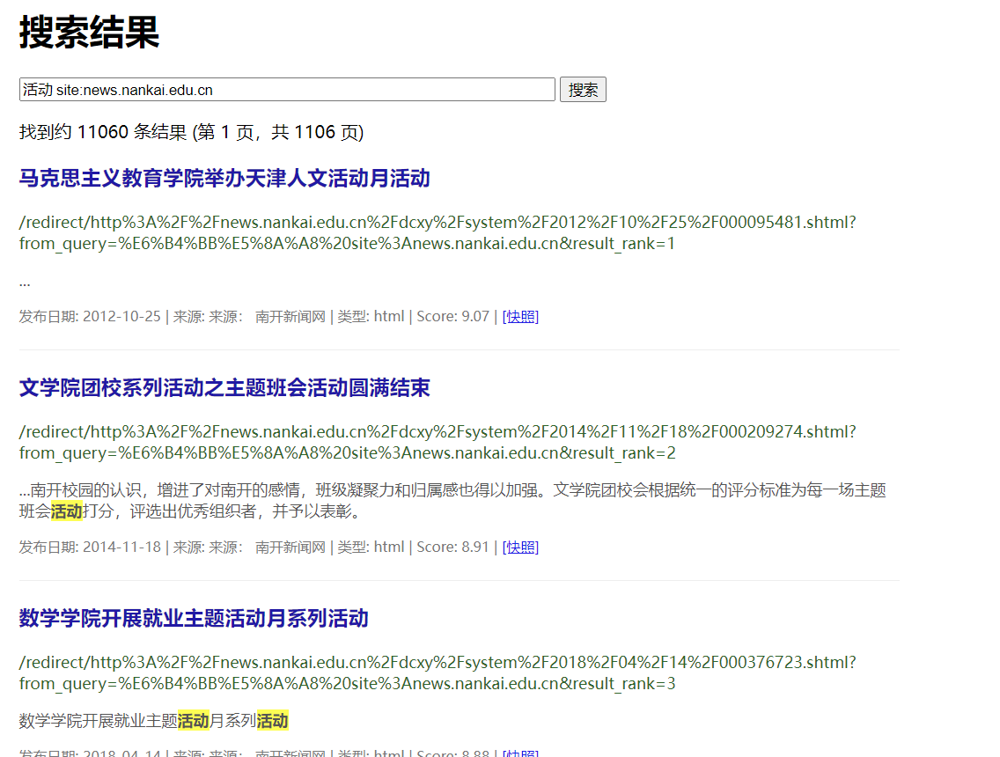 搜索结果
活动 site:news.nankai.edu.cn 搜索
找到约 11060 条结果 (第 1 页，共 1106 页)
马克思主义教育学院举办天津人文活动月活动
/redirect/http%3A%2F%2Fnews.nankai.edu.cn%2Fdcxy%2Fsystem%2F2012%2F10%2F25%2F000095481.shtml?
from_query=%E6%B4%BB%E5%8A%A8%20site%3Anews.nankai.edu.cn&result_rank=1
...
发布日期: 2012-10-25 | 来源: 来源： 南开新闻网 | 类型: html | Score: 9.07 | [快照]
文学院团校系列活动之主题班会活动圆满结束
/redirect/http%3A%2F%2Fnews.nankai.edu.cn%2Fdcxy%2Fsystem%2F2014%2F11%2F18%2F000209274.shtml?
from_query=%E6%B4%BB%E5%8A%A8%20site%3Anews.nankai.edu.cn&result_rank=2
...南开校园的认识，增进了对南开的感情，班级凝聚力和归属感也得以加强。文学院团校会根据统一的评分标准为每一场主题
班会活动打分，评选出优秀组织者，并予以表彰。
发布日期: 2014-11-18 | 来源: 来源： 南开新闻网 | 类型: html | Score: 8.91 | [快照]
数学学院开展就业主题活动月系列活动
/redirect/http%3A%2F%2Fnews.nankai.edu.cn%2Fdcxy%2Fsystem%2F2018%2F04%2F14%2F000376723.shtml?
from_query=%E6%B4%BB%E5%8A%A8%20site%3Anews.nankai.edu.cn&result_rank=3
数学学院开展就业主题活动月系列活动
发布日期: 2018-04-14 | 来源: 来源： 南开新闻网 | 类型: html | Score: 8.88 | [快照]